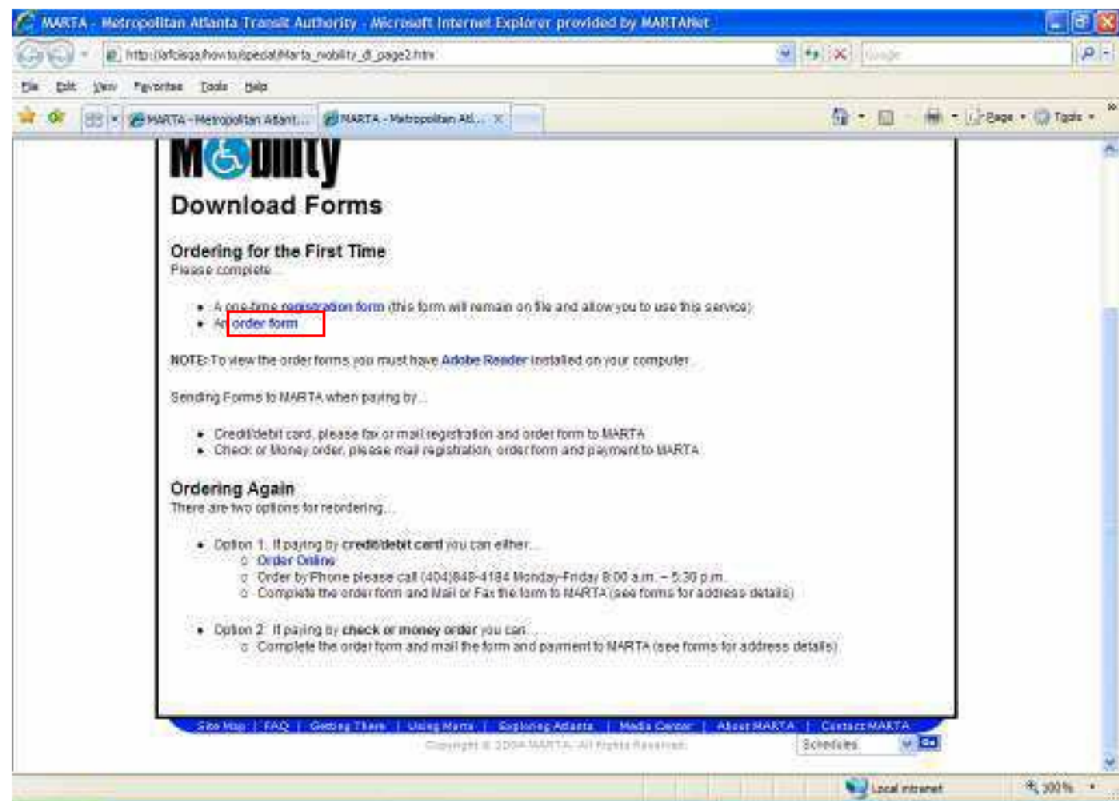 MARTA - Metropolitan Atlanta Transit Authority - Microsoft Internet Explorer provided by MARTANet
Google
File Edit View Favorites Tools Help
MARTA - Metropolitan Atlant... MARTA - Metropolitan Atl... X Page Tools
Mobility
Download Forms
Ordering for the First Time
Please complete...
• A one-time registration form (this form will remain on file and allow you to use this service)
• An order form
NOTE: To view the order forms you must have Adobe Reader installed on your computer.
Sending Forms to MARTA when paying by...
• Credit/debit card, please fax or mail registration and order form to MARTA
• Check or Money order, please mail registration, order form and payment to MARTA
Ordering Again
There are two options for reordering...
• Option 1. If paying by credit/debit card you can either...
o Order Online
o Order by Phone please call (404)848-4184 Monday-Friday 8:00 a.m. – 5:30 p.m.
o Complete the order form and Mail or Fax the form to MARTA (see forms for address details)
• Option 2. If paying by check or money order you can...
o Complete the order form and mail the form and payment to MARTA (see forms for address details)
Site Map | FAQ | Getting There | Using Marta | Exploring Atlanta | Media Center | About MARTA | Contact MARTA
Copyright © 2004 MARTA. All Rights Reserved.
Schedules Go
Local intranet 100%